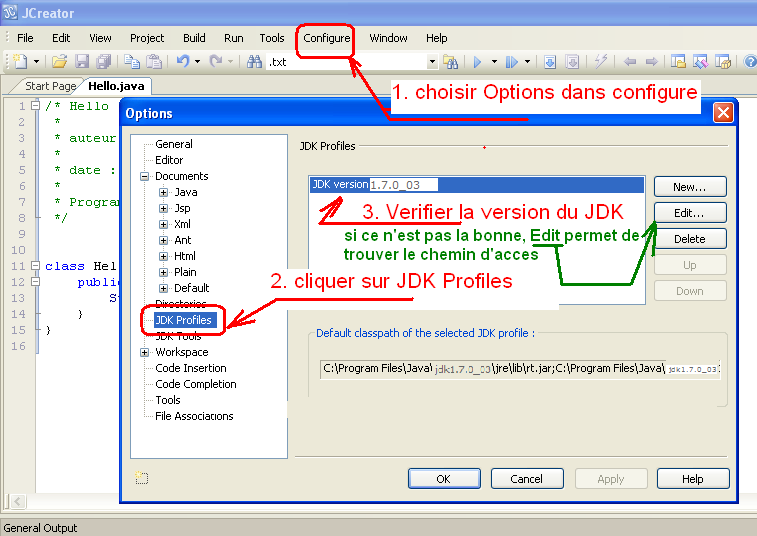 JCreator
File Edit View Project Build Run Tools Configure Window Help
.txt
1. choisir Options dans configure
Start Page Hello.java
1 /* Hello
2 *
3 * auteur
4 *
5 * date :
6 *
7 * Program
8 */
9
10
11 class Hel
12 public
13 Sy
14 }
15 }
16
Options
General
Editor
Documents
Java
Jsp
Xml
Ant
Html
Plain
Default
Directories
JDK Profiles
JDK Tools
Workspace
Code Insertion
Code Completion
Tools
File Associations
2. cliquer sur JDK Profiles
JDK Profiles
JDK version 1.7.0_03
3. Verifier la version du JDK
si ce n'est pas la bonne, Edit permet de
trouver le chemin d'acces
New...
Edit...
Delete
Up
Down
Default classpath of the selected JDK profile :
C:\Program Files\Java\ jdk1.7.0_03\jre\lib\rt.jar;C:\Program Files\Java\ jdk1.7.0_03
OK Cancel Apply Help
General Output